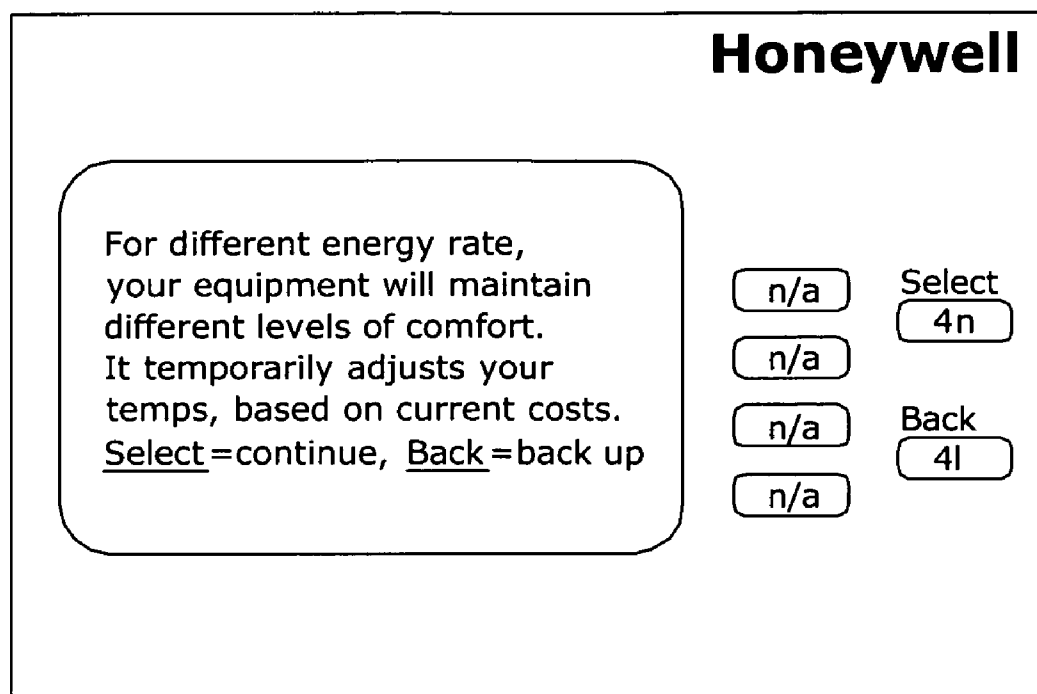 Honeywell
For different energy rate,
your equipment will maintain
different levels of comfort.
It temporarily adjusts your
temps, based on current costs.
Select=continue, Back=back up
n/a
n/a
n/a
n/a
Select
4n
Back
4l